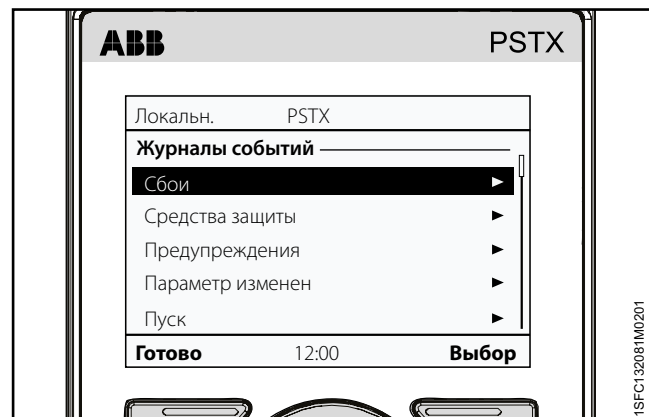 ABB PSTX
Локальн. PSTX
Журналы событий
Сбои
Средства защиты
Предупреждения
Параметр изменен
Пуск
Готово 12:00 Выбор
1SFC132081M0201